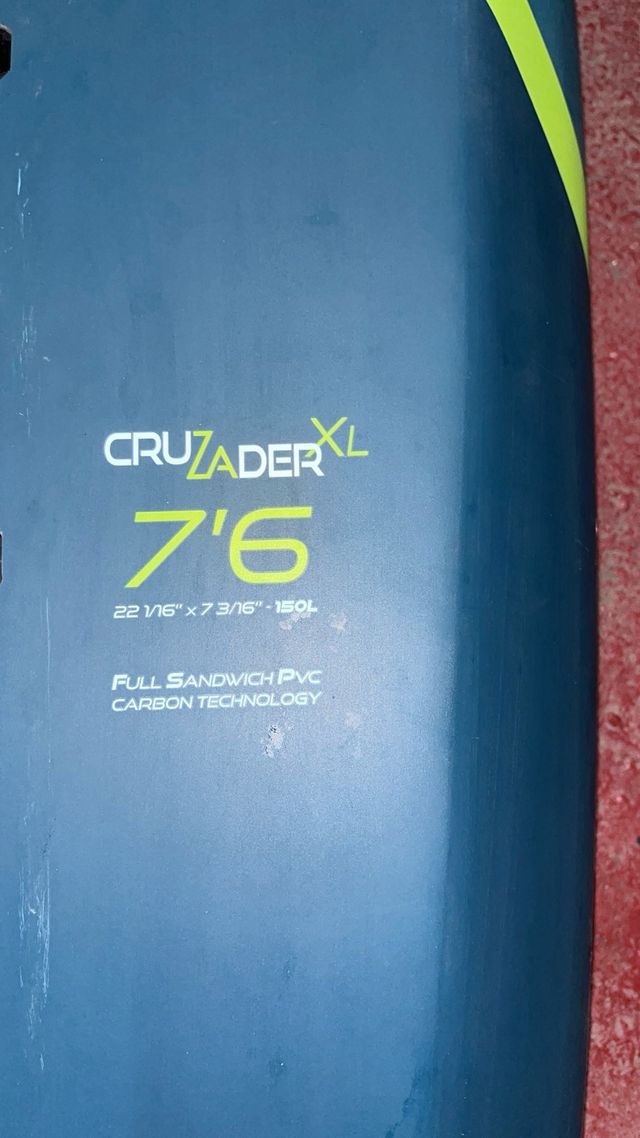 CRUZADER XL
7'6
22 1/16" x 7 3/16" - 150L
FULL SANDWICH PVC
CARBON TECHNOLOGY